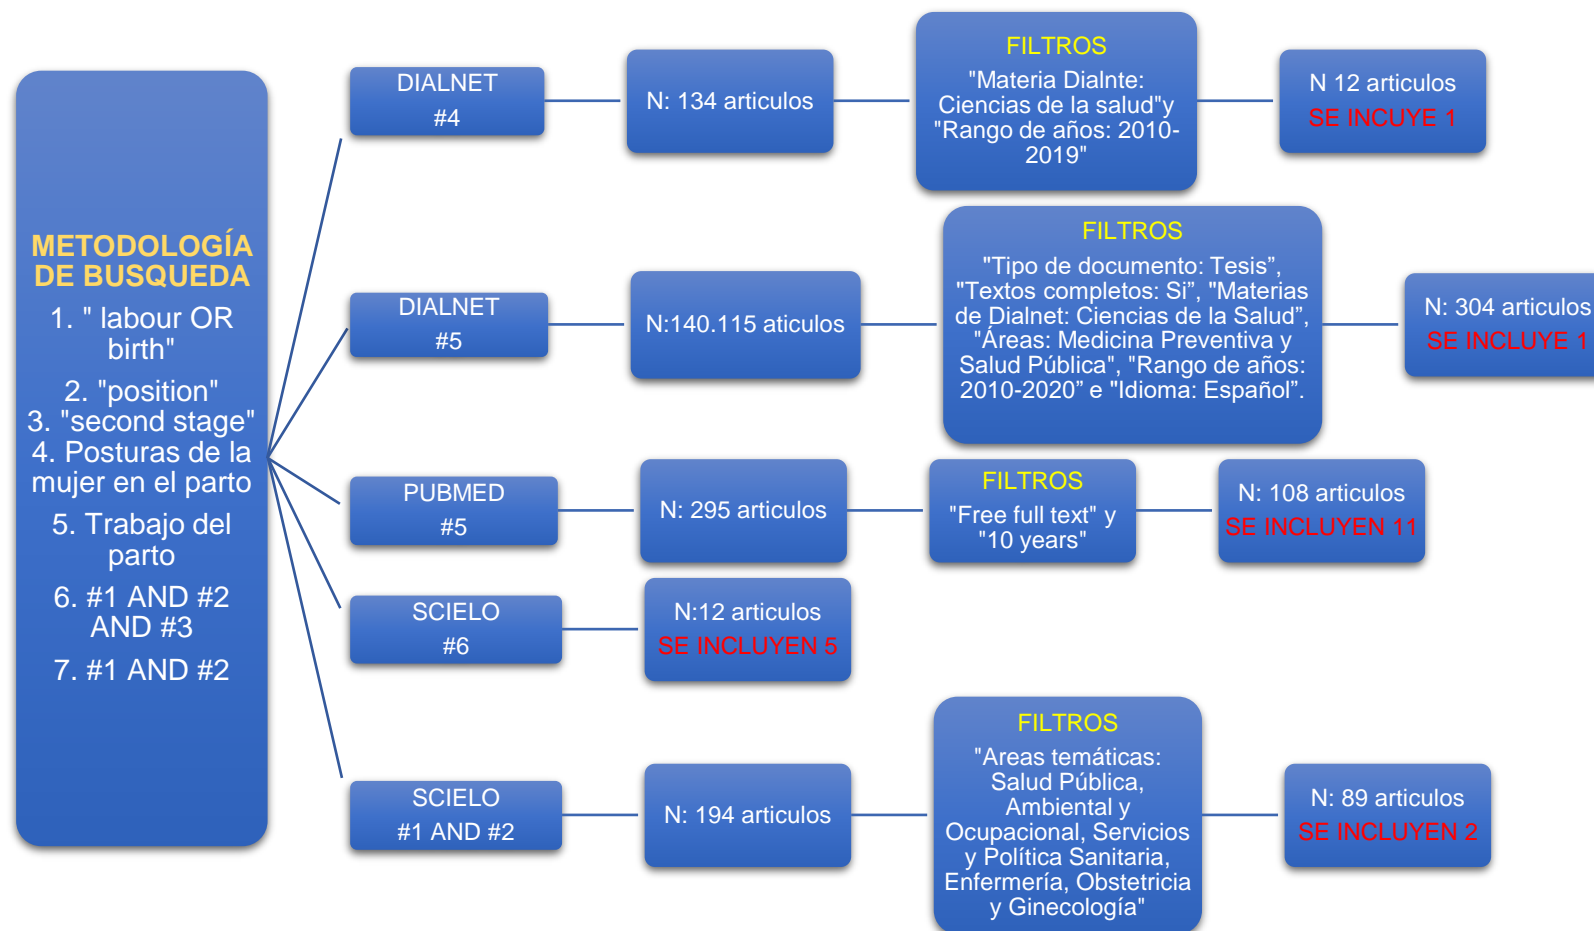 METODOLOGÍA
DE BUSQUEDA
1. " labour OR
birth"
2. "position"
3. "second stage"
4. Posturas de la
mujer en el parto
5. Trabajo del
parto
6. #1 AND #2
AND #3
7. #1 AND #2
DIALNET
#4
N: 134 articulos
FILTROS
"Materia Dialnte:
Ciencias de la salud"y
"Rango de años: 2010-
2019"
N 12 articulos
SE INCUYE 1
DIALNET
#5
N:140.115 aticulos
FILTROS
"Tipo de documento: Tesis”,
"Textos completos: Si”, "Materias
de Dialnet: Ciencias de la Salud”,
"Áreas: Medicina Preventiva y
Salud Pública", "Rango de años:
2010-2020” e "Idioma: Español”.
N: 304 articulos
SE INCLUYE 1
PUBMED
#5
N: 295 articulos
FILTROS
"Free full text" y
"10 years"
N: 108 articulos
SE INCLUYEN 11
SCIELO
#6
N:12 articulos
SE INCLUYEN 5
SCIELO
#1 AND #2
N: 194 articulos
FILTROS
"Areas temáticas:
Salud Pública,
Ambiental y
Ocupacional, Servicios
y Política Sanitaria,
Enfermería, Obstetricia
y Ginecología"
N: 89 articulos
SE INCLUYEN 2